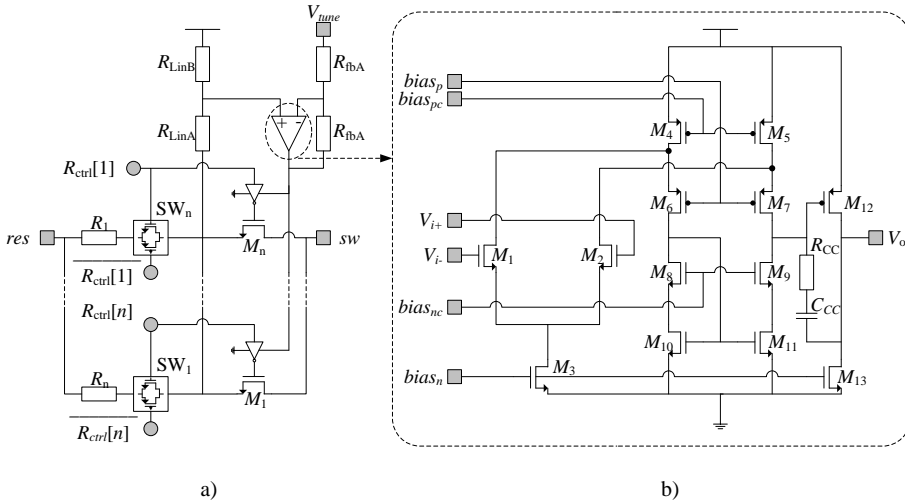 V_tune
R_LinB
R_fbA
+ -
R_LinA
R_fbA
R_ctrl[1]
SW_n
R_1
res
M_n
sw
R_ctrl[1]
R_ctrl[n]
SW_1
R_n
M_1
R_ctrl[n]
a)
bias_p
bias_pc
M_4
M_5
M_6
M_7
M_12
V_i+
V_i-
M_1
M_2
V_o
R_CC
M_8
M_9
bias_nc
C_CC
M_10
M_11
bias_n
M_3
M_13
b)